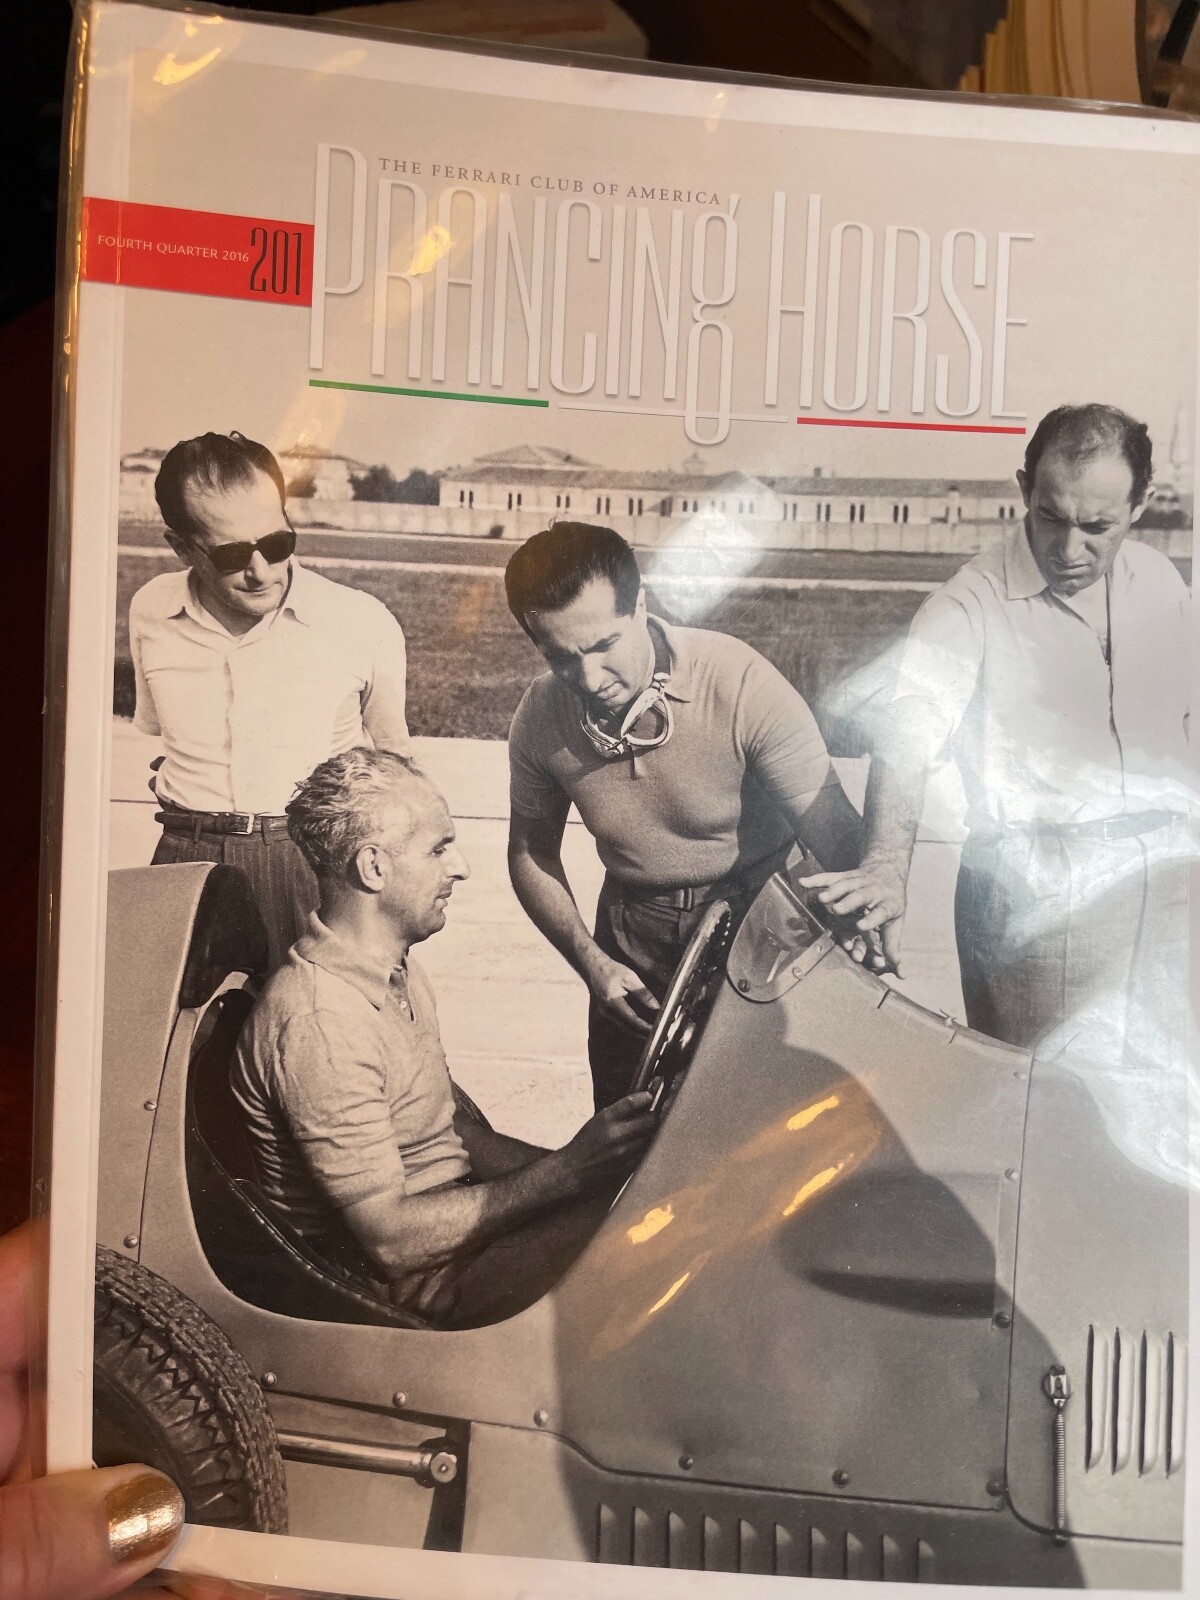 THE FERRARI CLUB OF AMERICA
PRANCINg HORSE
FOURTH QUARTER 2016 201